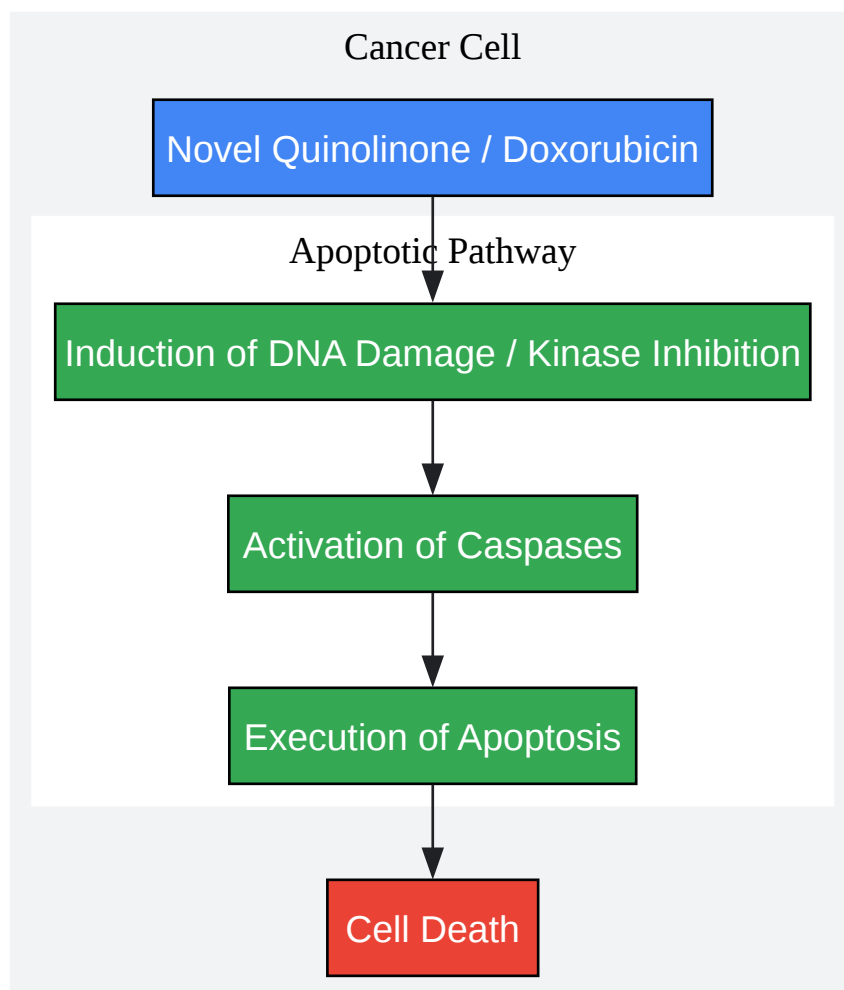 Cancer Cell
Novel Quinolinone / Doxorubicin
Apoptotic Pathway
Induction of DNA Damage / Kinase Inhibition
Activation of Caspases
Execution of Apoptosis
Cell Death